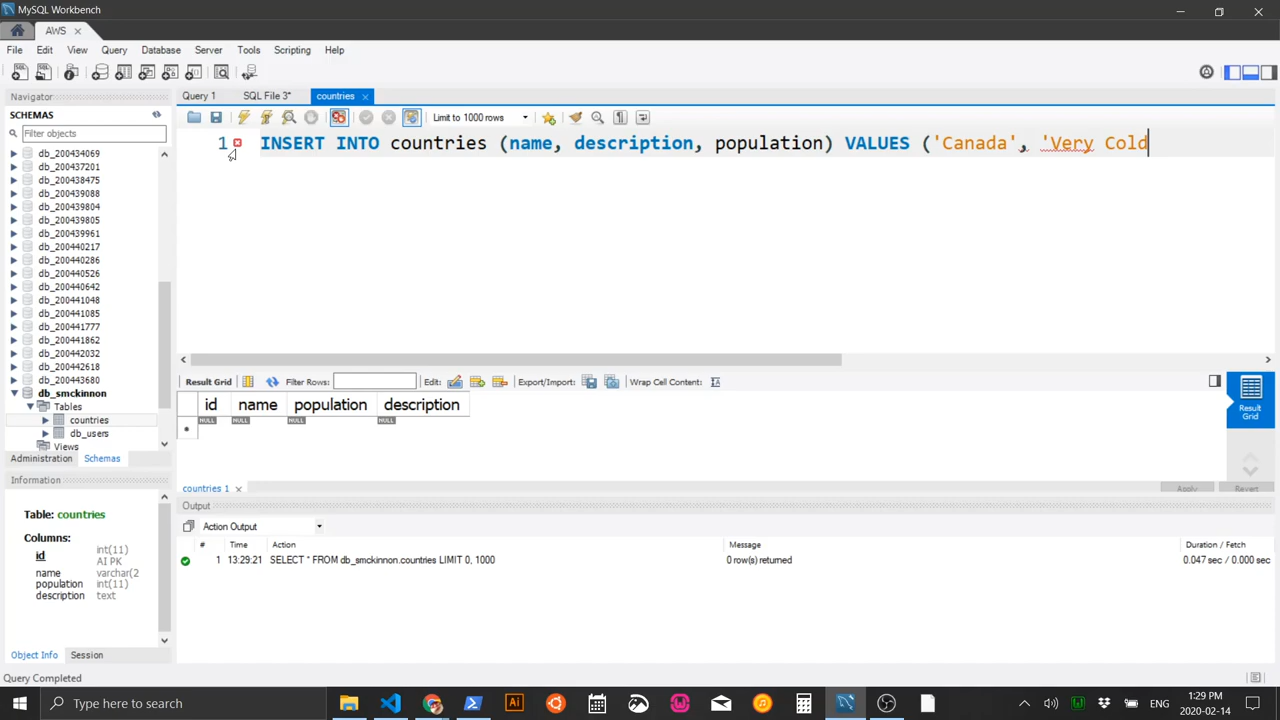 MySQL Workbench
AWS
File Edit View Query Database Server Tools Scripting Help
Navigator
SCHEMAS
Filter objects
db_200434069
db_200437201
db_200438475
db_200439088
db_200439804
db_200439805
db_200439961
db_200440217
db_200440286
db_200440526
db_200440642
db_200441048
db_200441085
db_200441777
db_200441862
db_200442032
db_200442618
db_200443680
db_smckinnon
Tables
countries
db_users
Views
Administration Schemas
Information
Table: countries
Columns:
id int(11)
AI PK
name varchar(2
population int(11)
description text
Object Info Session
Query Completed
Query 1 SQL File 3* countries
Limit to 1000 rows
1 INSERT INTO countries (name, description, population) VALUES ('Canada', 'Very Cold
Result Grid Filter Rows: Edit: Export/Import: Wrap Cell Content:
id name population description
NULL NULL NULL NULL
Result
Grid
countries 1 Apply Revert
Output
Action Output
# Time Action Message Duration / Fetch
1 13:29:21 SELECT * FROM db_smckinnon.countries LIMIT 0, 1000 0 row(s) returned 0.047 sec / 0.000 sec
Type here to search
1:29 PM
2020-02-14